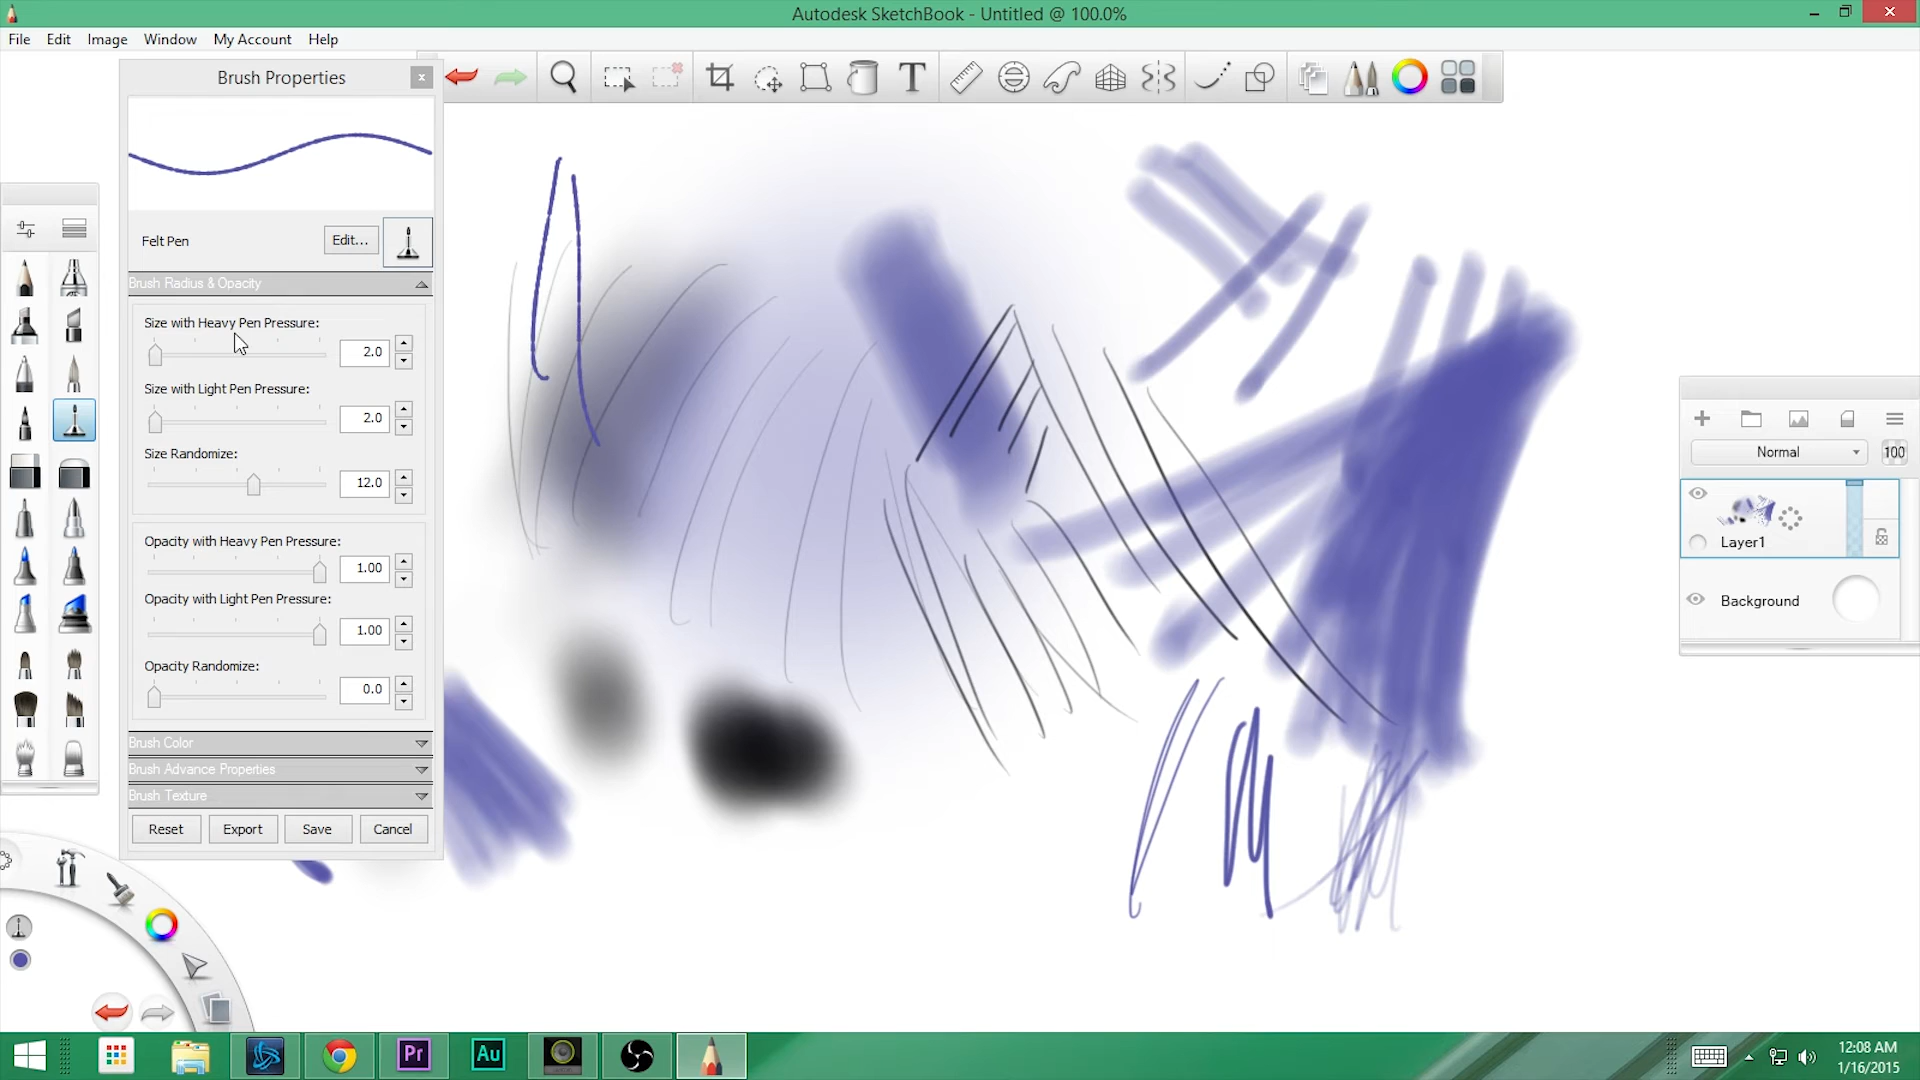 Autodesk SketchBook - Untitled @ 100.0%
File Edit Image Window My Account Help
Brush Properties
T
Felt Pen
Edit...
Brush Radius & Opacity
Size with Heavy Pen Pressure:
2.0
Size with Light Pen Pressure:
2.0
Size Randomize:
12.0
Opacity with Heavy Pen Pressure:
1.00
Opacity with Light Pen Pressure:
1.00
Opacity Randomize:
0.0
Brush Color
Brush Advance Properties
Brush Texture
Reset Export Save Cancel
Normal 100
Layer1
Background
Pr Au
12:08 AM
1/16/2015